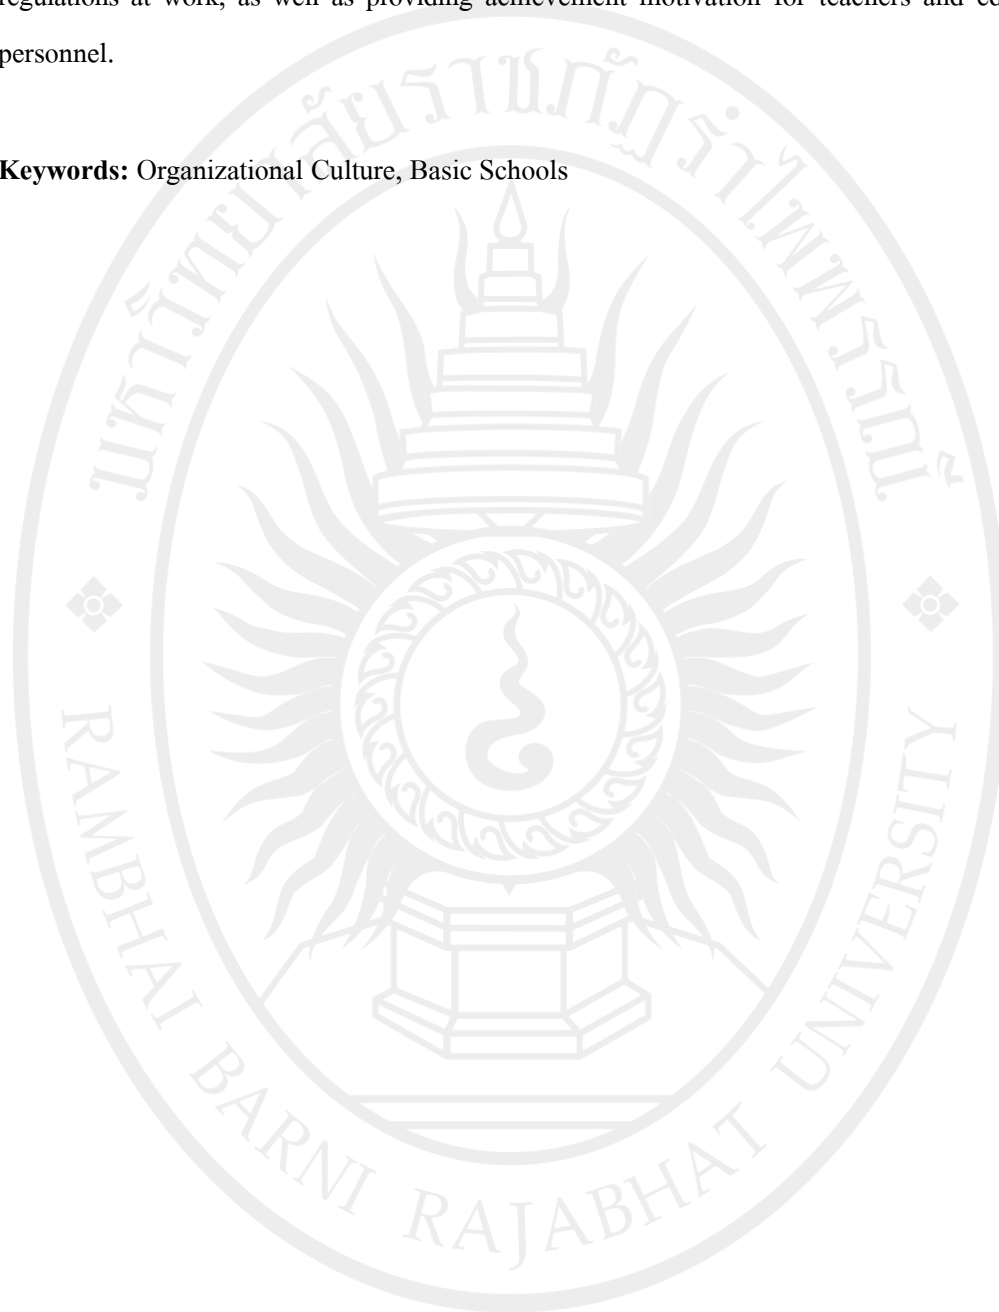 regulations at work, as well as providing achievement motivation for teachers and
personnel.
Keywords: Organizational Culture, Basic Schools
มหาวิทยาลัยราชภัฏรำไพพรรณี
RAMBHAI BARNI RAJABHAT UNIVERSITY